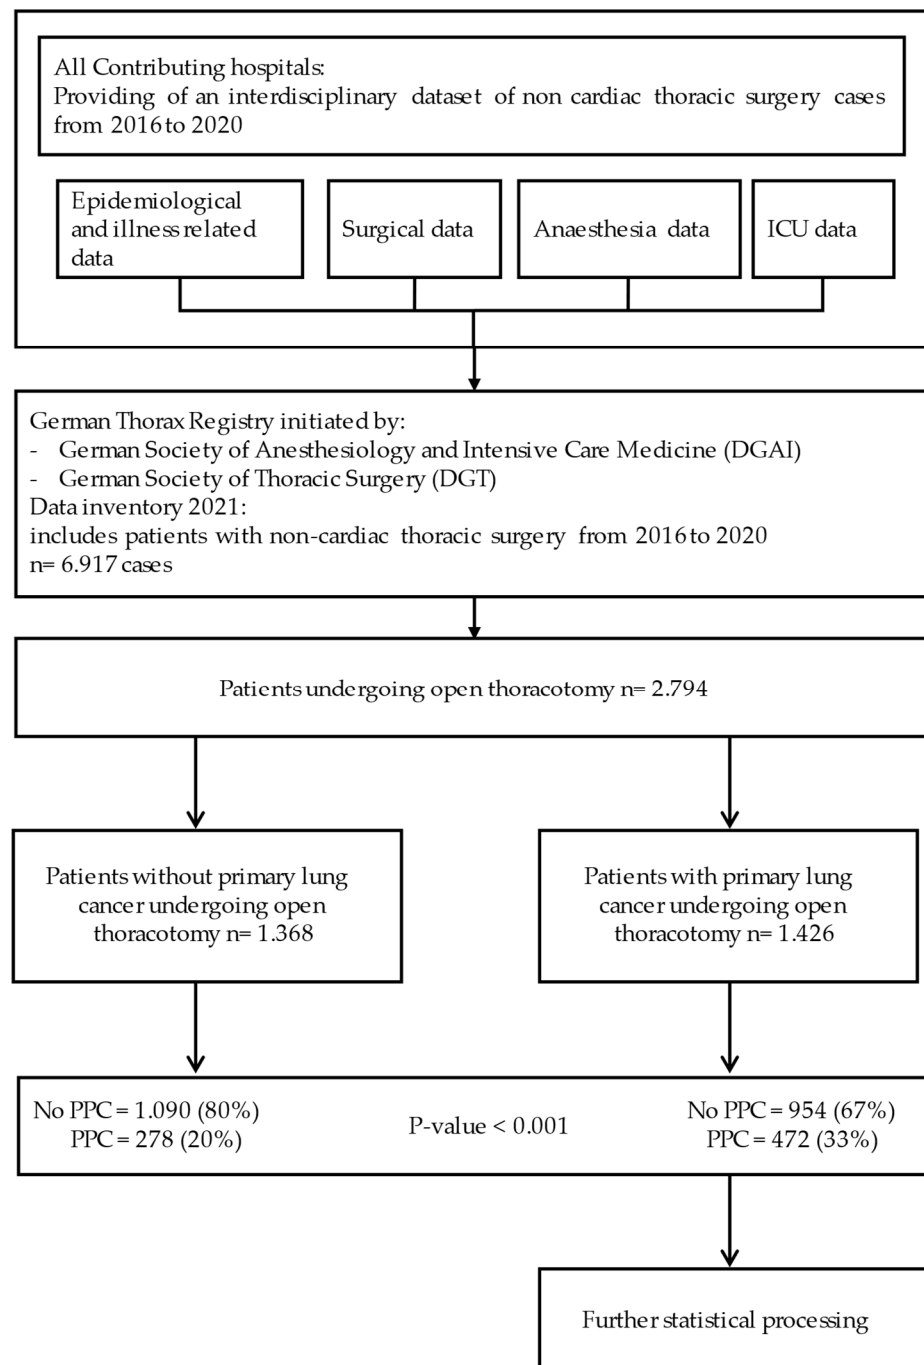 All Contributing hospitals:
Providing of an interdisciplinary dataset of non cardiac thoracic surgery cases
from 2016 to 2020
Epidemiological
and illness related
data
Surgical data
Anaesthesia data
ICU data
German Thorax Registry initiated by:
- German Society of Anesthesiology and Intensive Care Medicine (DGAI)
- German Society of Thoracic Surgery (DGT)
Data inventory 2021:
includes patients with non-cardiac thoracic surgery from 2016 to 2020
n= 6.917 cases
Patients undergoing open thoracotomy n= 2.794
Patients without primary lung
cancer undergoing open
thoracotomy n= 1.368
Patients with primary lung
cancer undergoing open
thoracotomy n= 1.426
No PPC = 1.090 (80%)
PPC = 278 (20%)
P-value < 0.001
No PPC = 954 (67%)
PPC = 472 (33%)
Further statistical processing